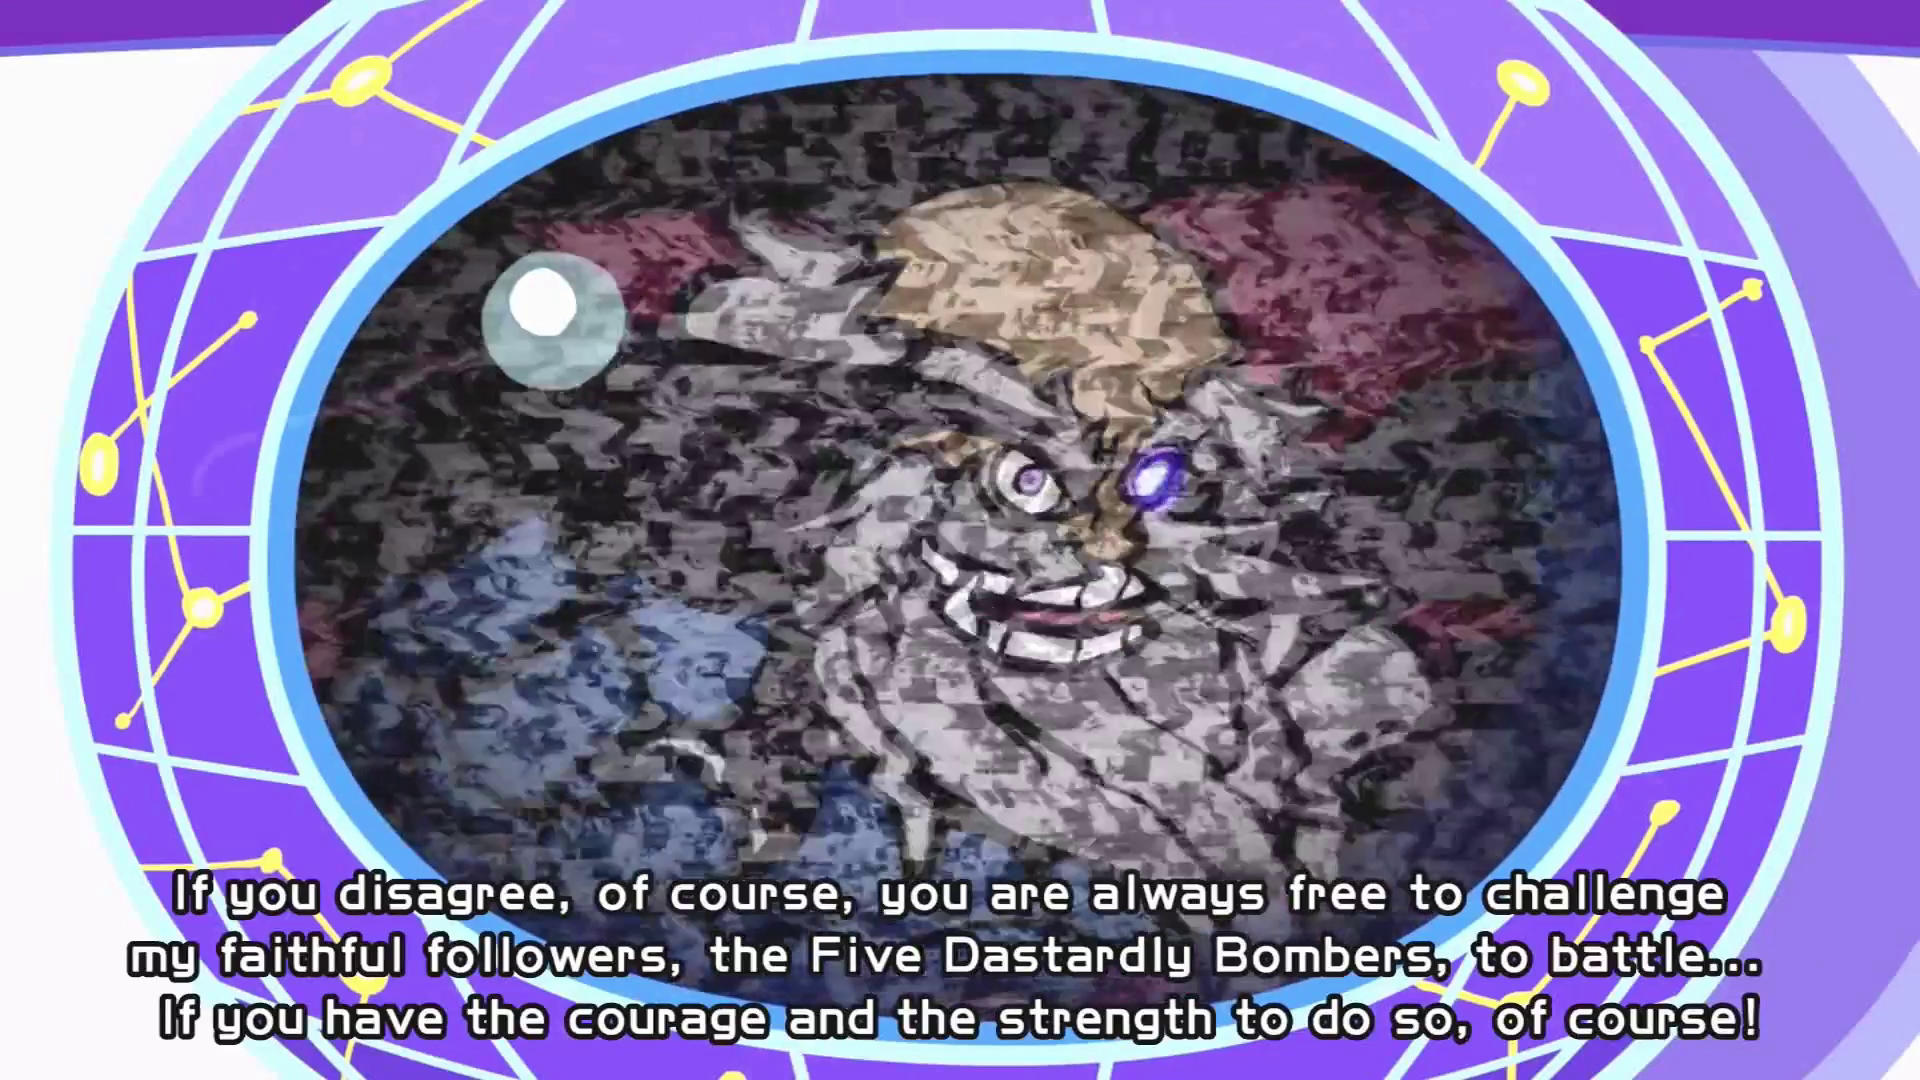 If you disagree, of course, you are always free to challenge
my faithful followers, the Five Dastardly Bombers, to battle...
If you have the courage and the strength to do so, of course!